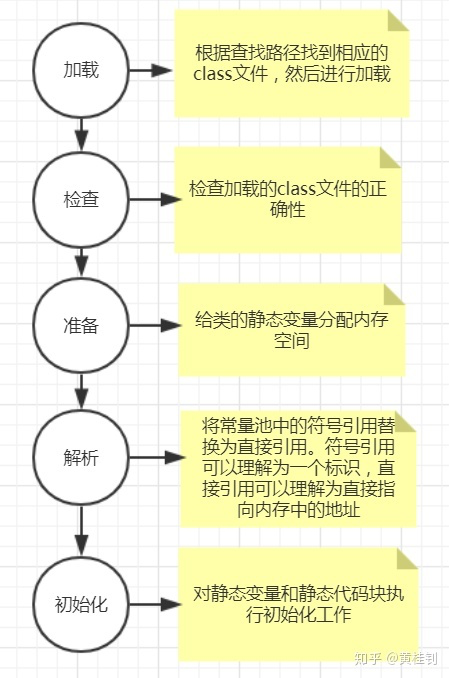 加载
根据查找路径找到相应的
class文件，然后进行加载
检查
检查加载的class文件的正
确性
准备
给类的静态变量分配内存
空间
解析
将常量池中的符号引用替
换为直接引用。符号引用
可以理解为一个标识，直
接引用可以理解为直接指
向内存中的地址
初始化
对静态变量和静态代码块执
行初始化工作
知乎 @黄桂钊